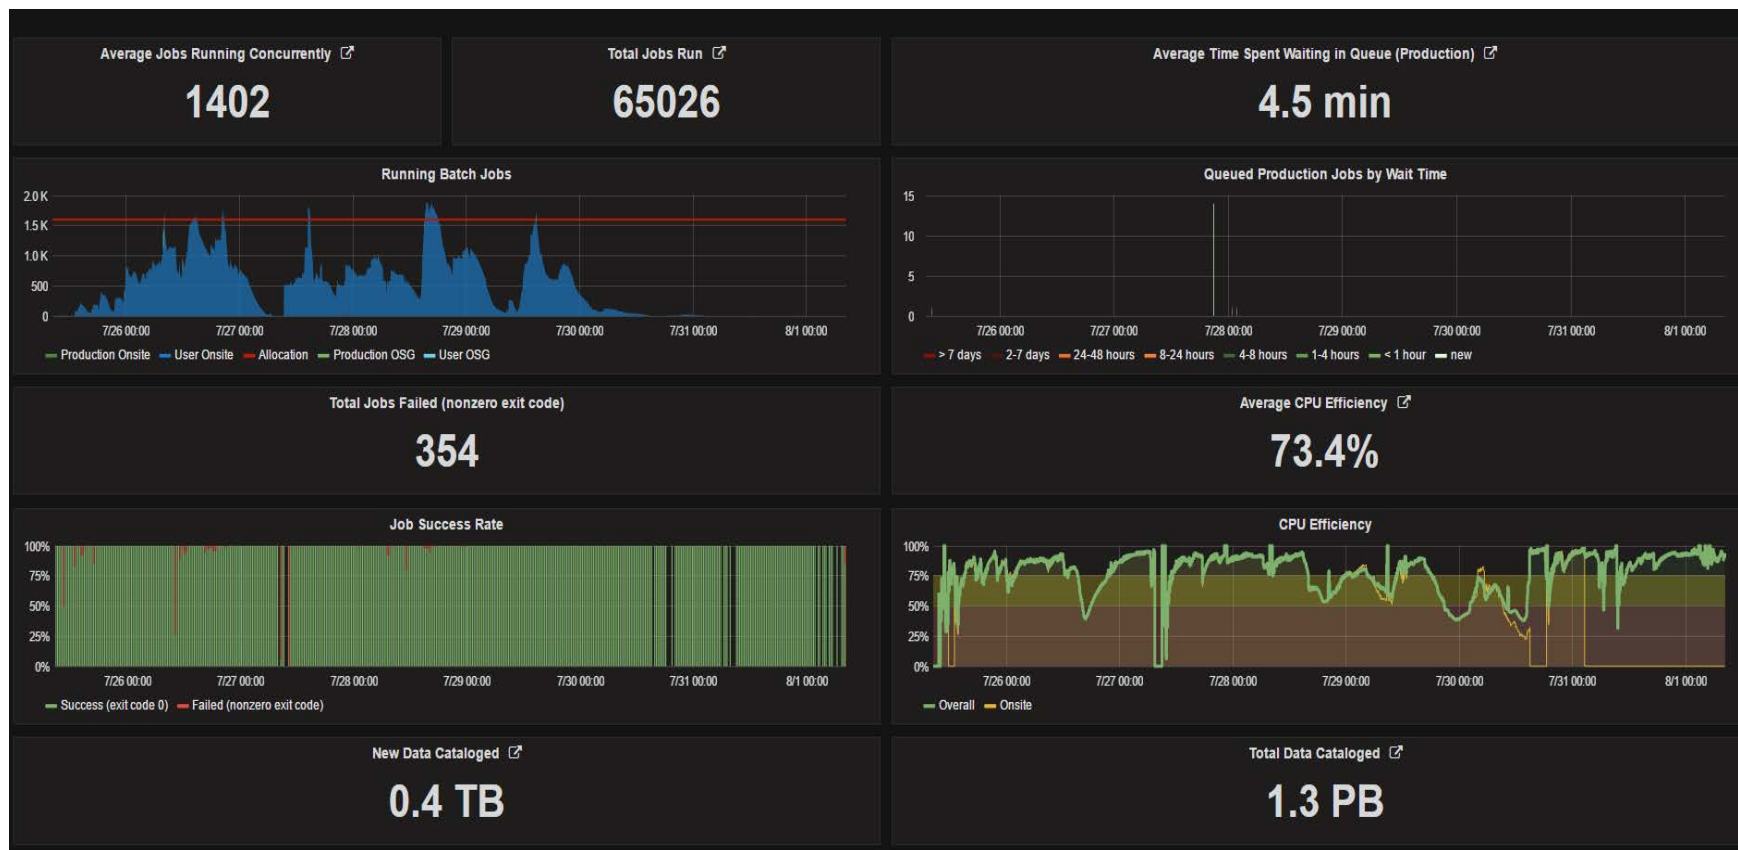 Average Jobs Running Concurrently
Total Jobs Run
Average Time Spent Waiting in Queue (Production)
1402
65026
4.5 min
Running Batch Jobs
2.0 K
1.5 K
1.0 K
500
0
7/26 00:00 7/27 00:00 7/28 00:00 7/29 00:00 7/30 00:00 7/31 00:00 8/1 00:00
Production Onsite User Onsite Allocation Production OSG User OSG
Queued Production Jobs by Wait Time
15
10
5
0
7/26 00:00 7/27 00:00 7/28 00:00 7/29 00:00 7/30 00:00 7/31 00:00 8/1 00:00
> 7 days 2-7 days 24-48 hours 8-24 hours 4-8 hours 1-4 hours < 1 hour new
Total Jobs Failed (nonzero exit code)
354
Average CPU Efficiency
73.4%
Job Success Rate
100%
75%
50%
25%
0%
7/26 00:00 7/27 00:00 7/28 00:00 7/29 00:00 7/30 00:00 7/31 00:00 8/1 00:00
Success (exit code 0) Failed (nonzero exit code)
CPU Efficiency
100%
75%
50%
25%
0%
7/26 00:00 7/27 00:00 7/28 00:00 7/29 00:00 7/30 00:00 7/31 00:00 8/1 00:00
Overall Onsite
New Data Cataloged
0.4 TB
Total Data Cataloged
1.3 PB